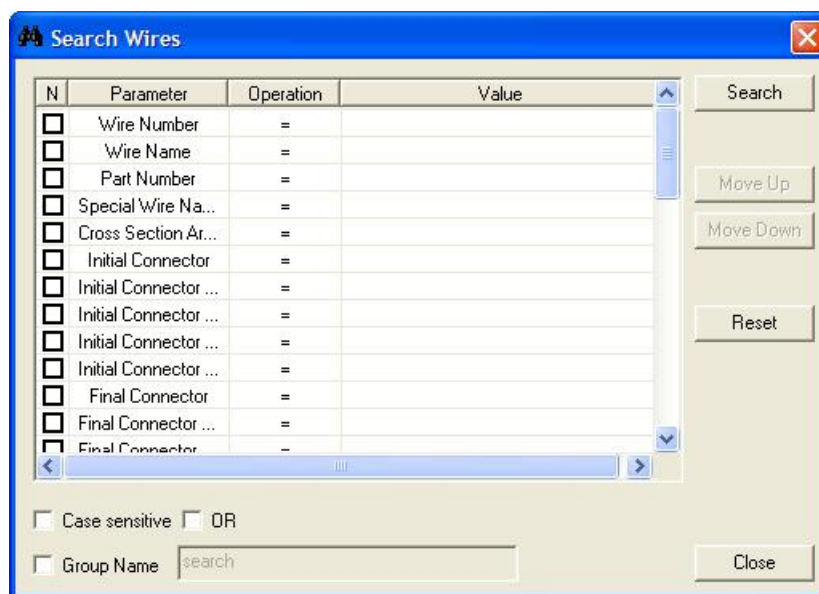 Search Wires
N Parameter Operation Value
Wire Number =
Wire Name =
Part Number =
Special Wire Na... =
Cross Section Ar... =
Initial Connector =
Initial Connector ... =
Initial Connector ... =
Initial Connector ... =
Initial Connector ... =
Final Connector =
Final Connector ... =
Final Connector ... =
Case sensitive OR
Group Name search
Search
Move Up
Move Down
Reset
Close